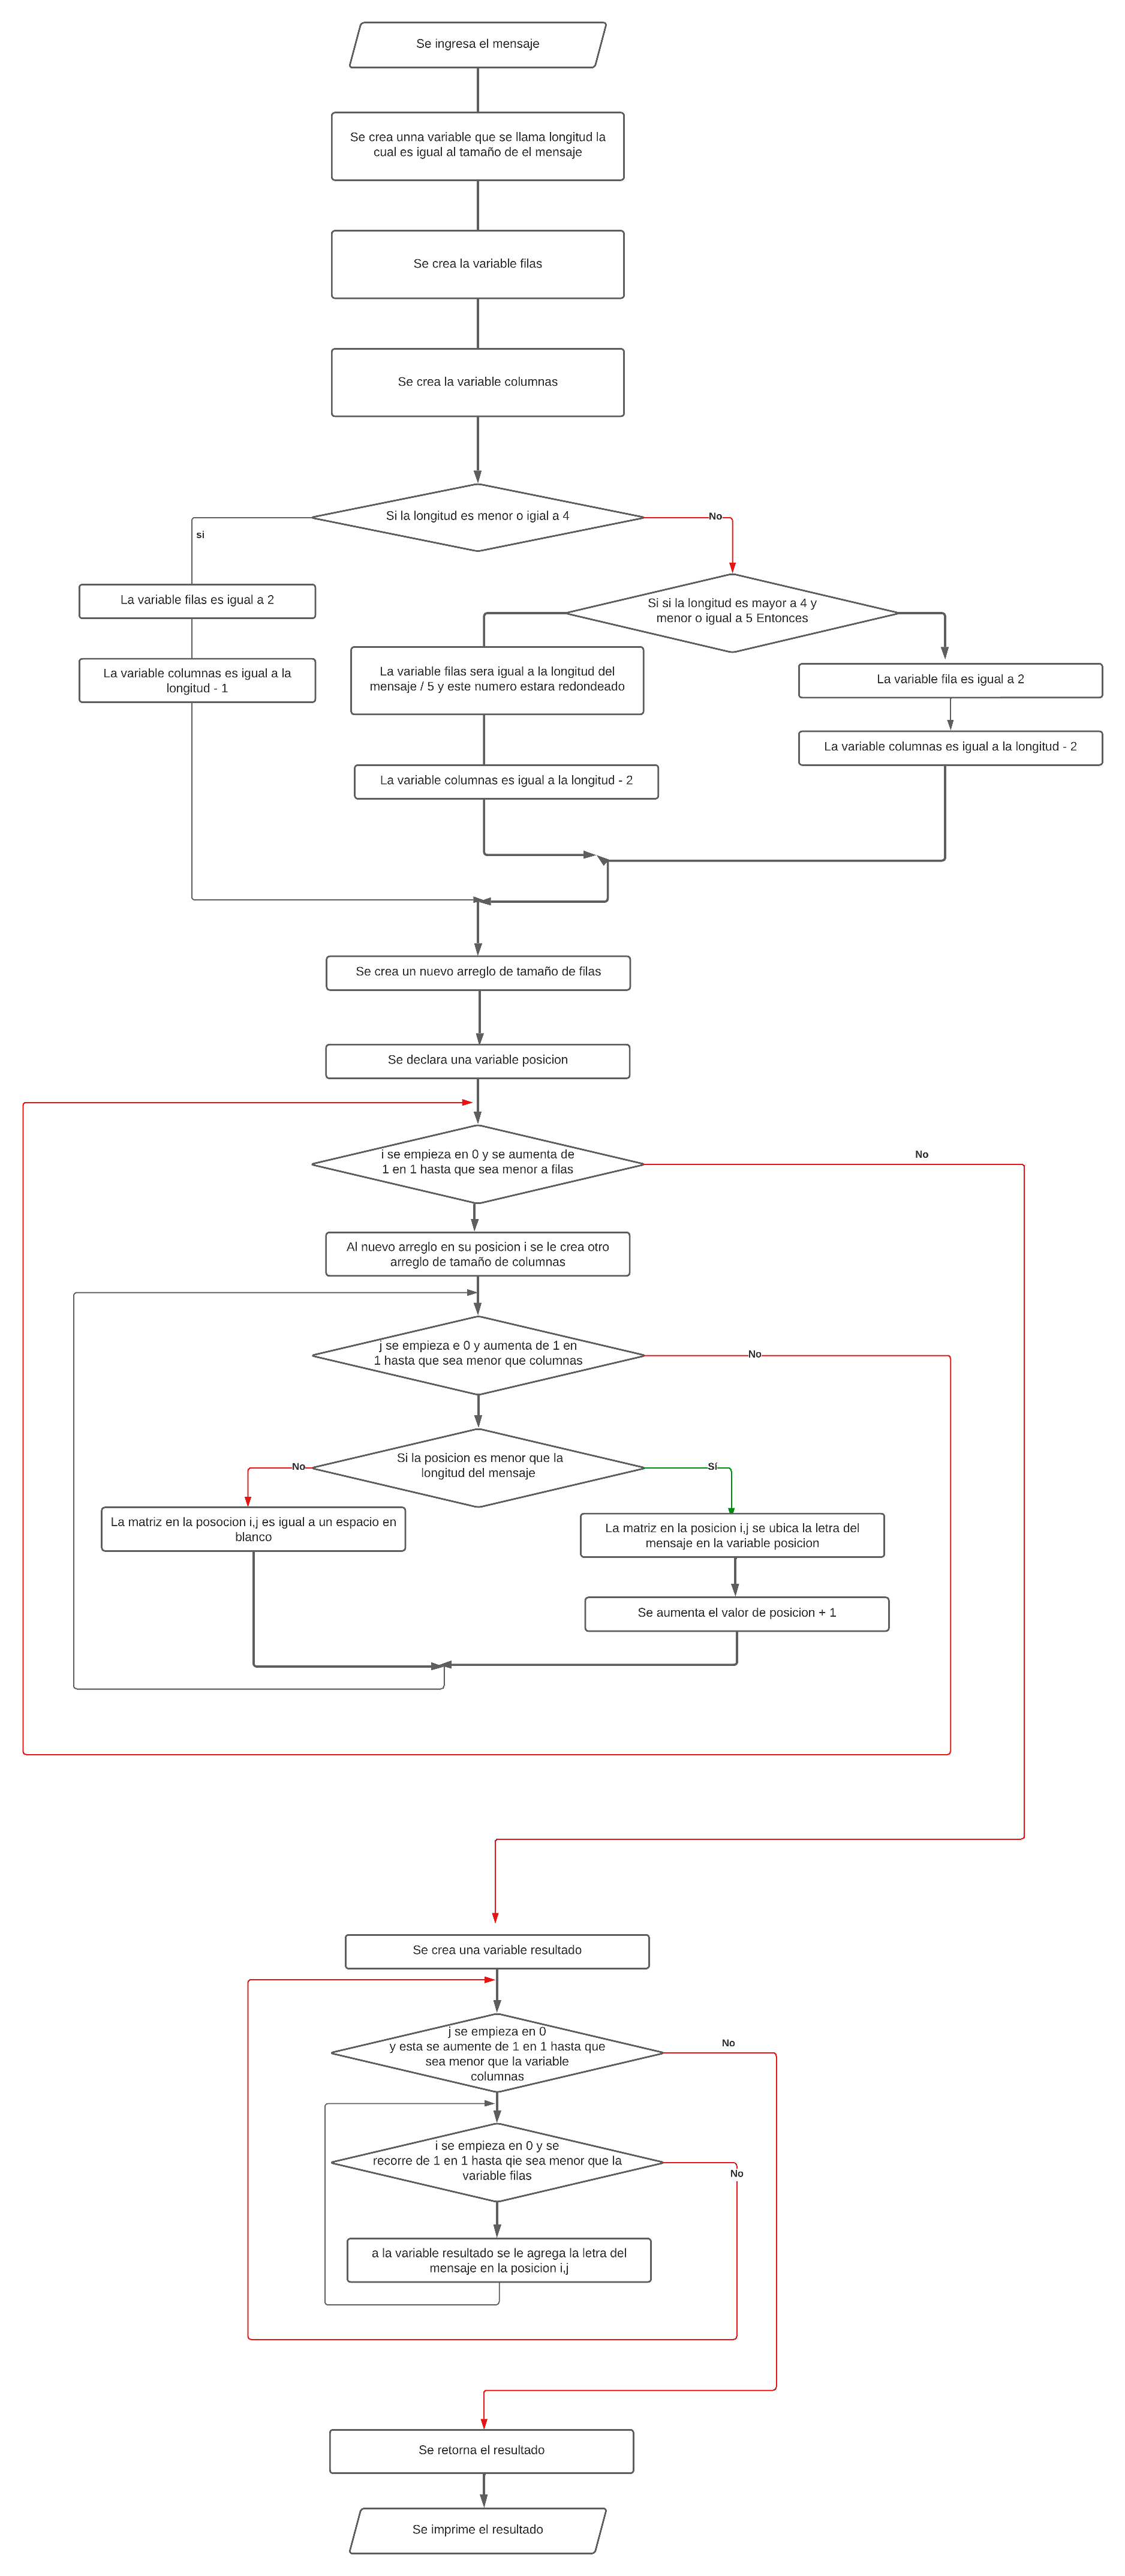 Se ingresa el mensaje
Se crea unna variable que se llama longitud la
cual es igual al tamaño de el mensaje
Se crea la variable filas
Se crea la variable columnas
Si la longitud es menor o igial a 4
si
No
La variable filas es igual a 2
La variable columnas es igual a la
longitud - 1
Si si la longitud es mayor a 4 y
menor o igual a 5 Entonces
La variable filas sera igual a la longitud del
mensaje / 5 y este numero estara redondeado
La variable columnas es igual a la longitud - 2
La variable fila es igual a 2
La variable columnas es igual a la longitud - 2
Se crea un nuevo arreglo de tamaño de filas
Se declara una variable posicion
i se empieza en 0 y se aumenta de
1 en 1 hasta que sea menor a filas
No
Al nuevo arreglo en su posicion i se le crea otro
arreglo de tamaño de columnas
j se empieza e 0 y aumenta de 1 en
1 hasta que sea menor que columnas
No
Si la posicion es menor que la
longitud del mensaje
No
Sí
La matriz en la posocion i,j es igual a un espacio en
blanco
La matriz en la posicion i,j se ubica la letra del
mensaje en la variable posicion
Se aumenta el valor de posicion + 1
Se crea una variable resultado
j se empieza en 0
y esta se aumente de 1 en 1 hasta que
sea menor que la variable
columnas
No
i se empieza en 0 y se
recorre de 1 en 1 hasta qie sea menor que la
variable filas
No
a la variable resultado se le agrega la letra del
mensaje en la posicion i,j
Se retorna el resultado
Se imprime el resultado